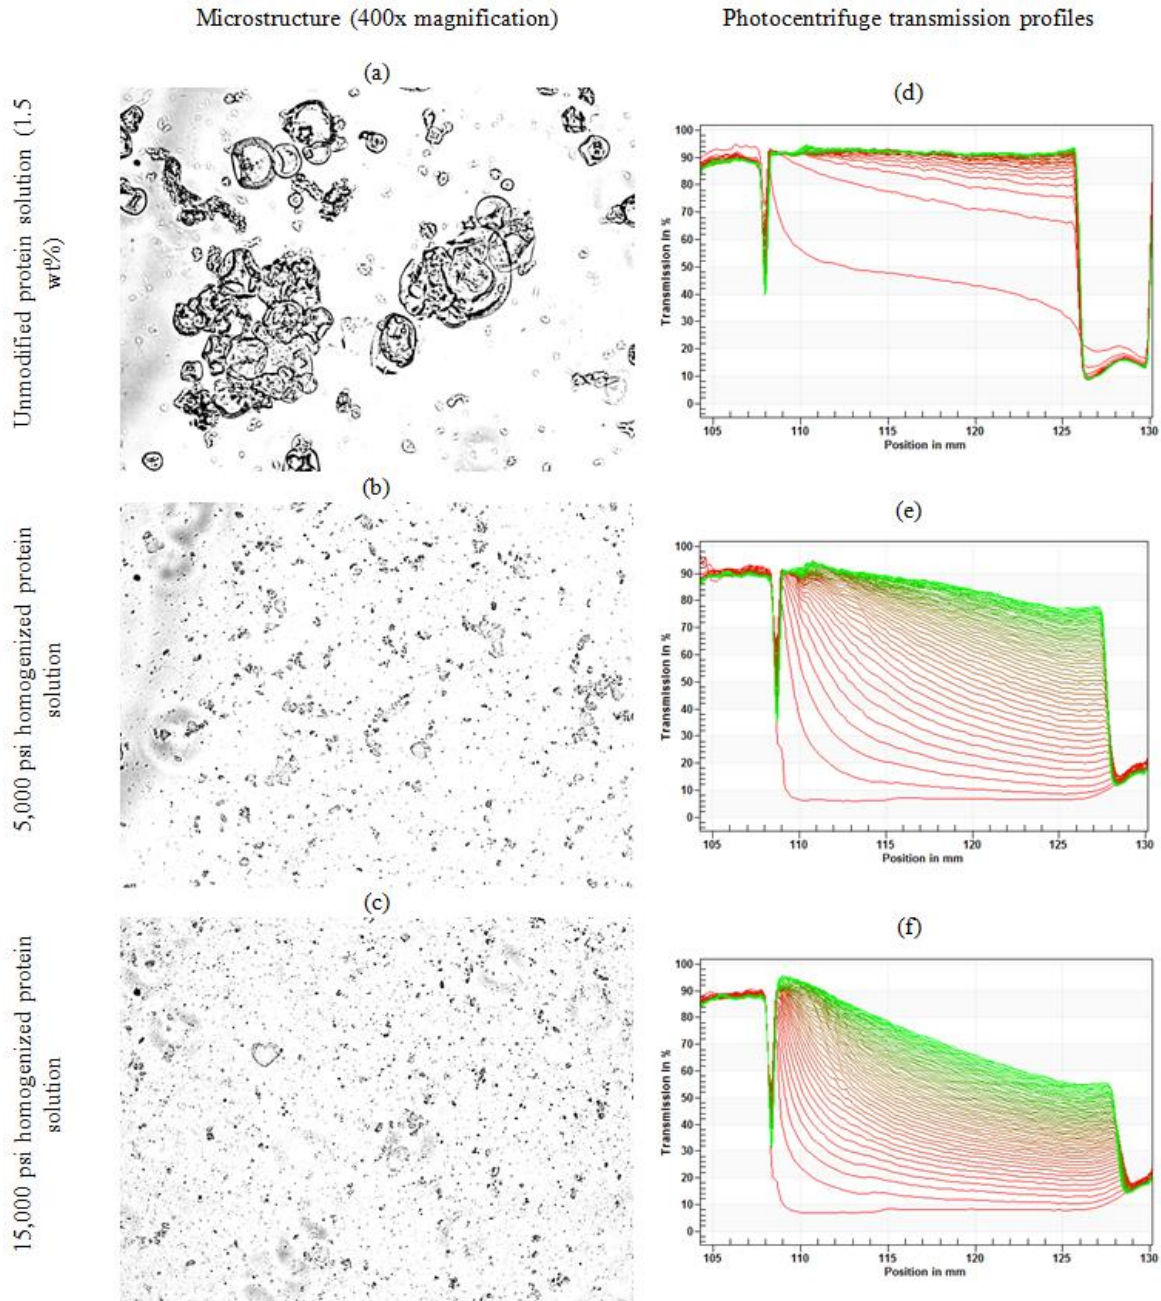 Microstructure (400x magnification)
Photocentrifuge transmission profiles
Unmodified protein solution (1.5
wt%)
(a)
(d)
100
90
80
70
60
50
40
30
20
10
0
Transmission in %
105 110 115 120 125 130
Position in mm
5,000 psi homogenized protein
solution
(b)
(e)
100
90
80
70
60
50
40
30
20
10
0
Transmission in %
105 110 115 120 125 130
Position in mm
15,000 psi homogenized protein
solution
(c)
(f)
100
90
80
70
60
50
40
30
20
10
0
Transmission in %
105 110 115 120 125 130
Position in mm